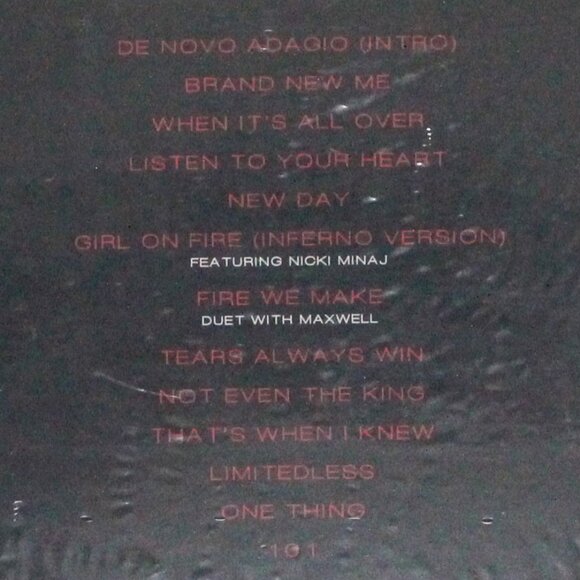 DE NOVO ADAGIO (INTRO)
BRAND NEW ME
WHEN IT'S ALL OVER
LISTEN TO YOUR HEART
NEW DAY
GIRL ON FIRE (INFERNO VERSION)
FEATURING NICKI MINAJ
FIRE WE MAKE
DUET WITH MAXWELL
TEARS ALWAYS WIN
NOT EVEN THE KING
THAT'S WHEN I KNEW
LIMITEDLESS
ONE THING
101